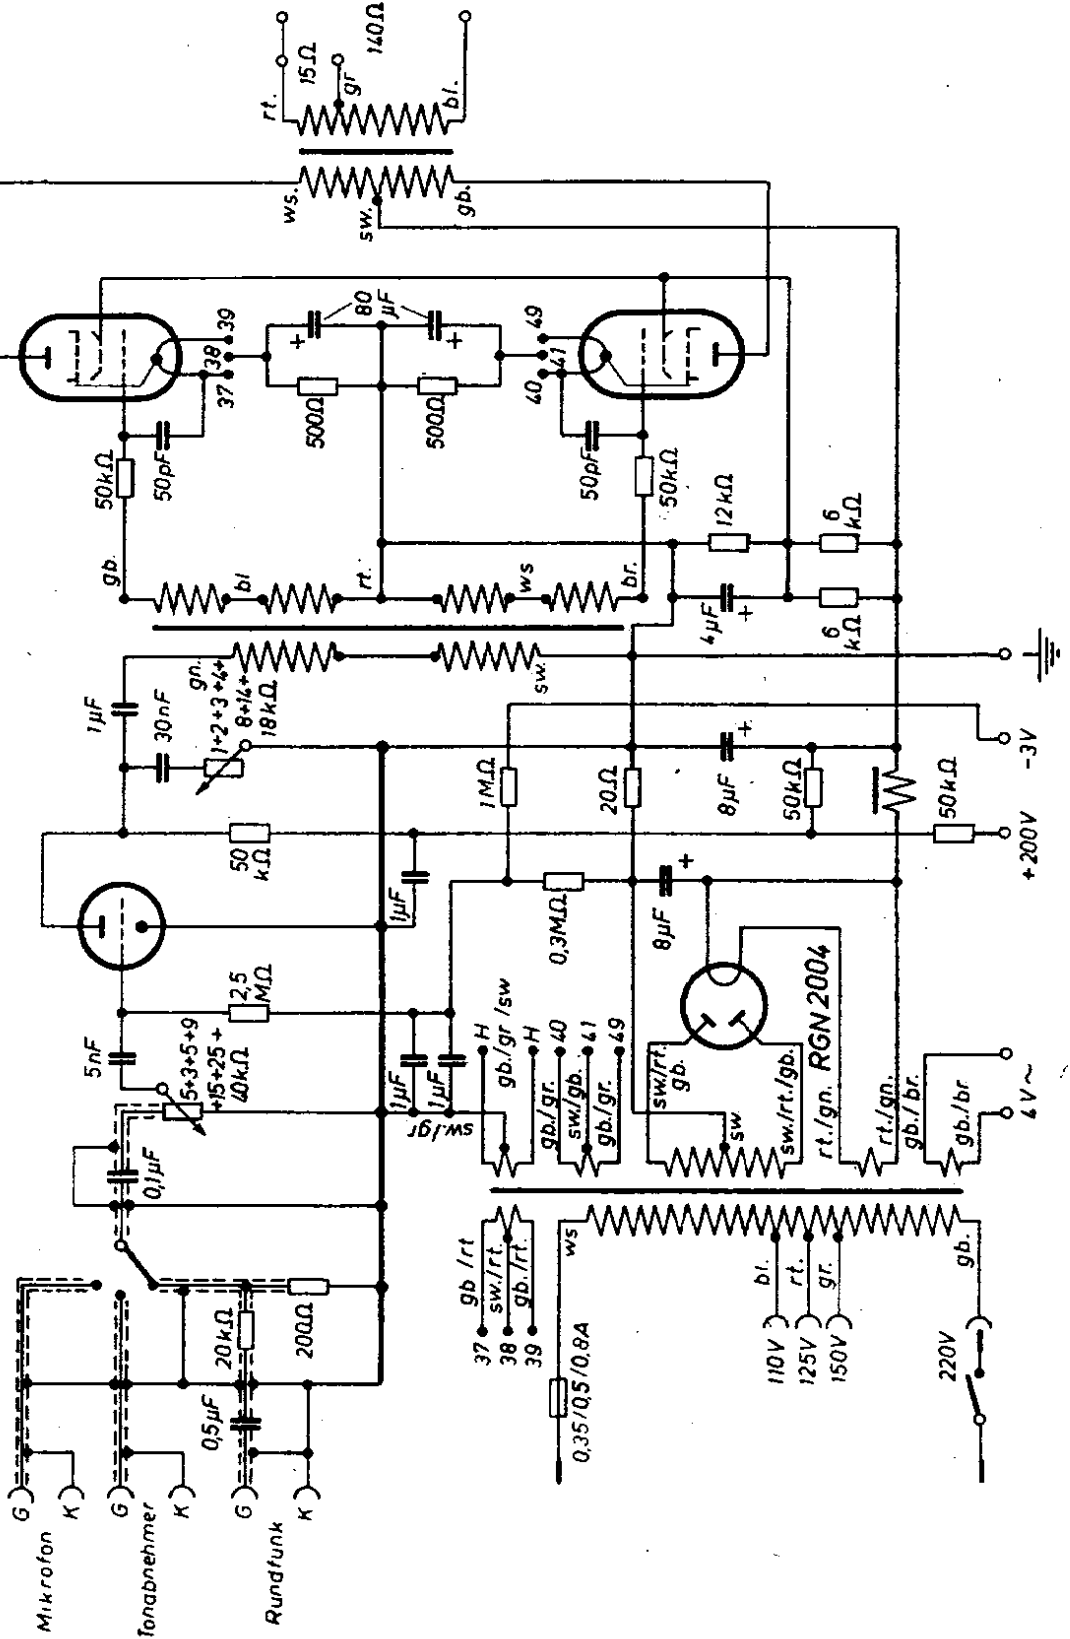 G
K
Mikrofon
G
K
Tonabnehmer
G
K
Rundfunk
0,5µF
20kΩ
200Ω
0,1µF
5+3+5+9
+15+25+
40kΩ
5nF
2,5
MΩ
50
kΩ
1µF
30nF
1+2+3+4+
8+14+
18kΩ
gn.
sw.
1µF
1µF
1µF
sw./gr
1MΩ
0,3MΩ
20Ω
8µF
+
8µF
+
50kΩ
50kΩ
+200V
-3V
gb.
bl
rt.
ws
br.
50kΩ
50pF
37
38
39
500Ω
500Ω
80
µF
+
+
40
41
49
50pF
50kΩ
4µF
+
12kΩ
6
kΩ
6
kΩ
ws.
sw.
gb.
rt.
gr
bl.
15Ω
140Ω
H
gb./gr/sw
H
gb./gr.
40
sw./gb.
41
gb./gr.
49
sw/rt.
gb.
sw
sw./rt./gb.
RGN2004
rt./gn.
rt./gn.
gb./br.
gb./br
4V~
37
38
39
gb/rt
sw./rt.
gb./rt.
ws
0,35/0,5/0,8A
110V
bl.
125V
rt.
150V
gr.
220V
gb.